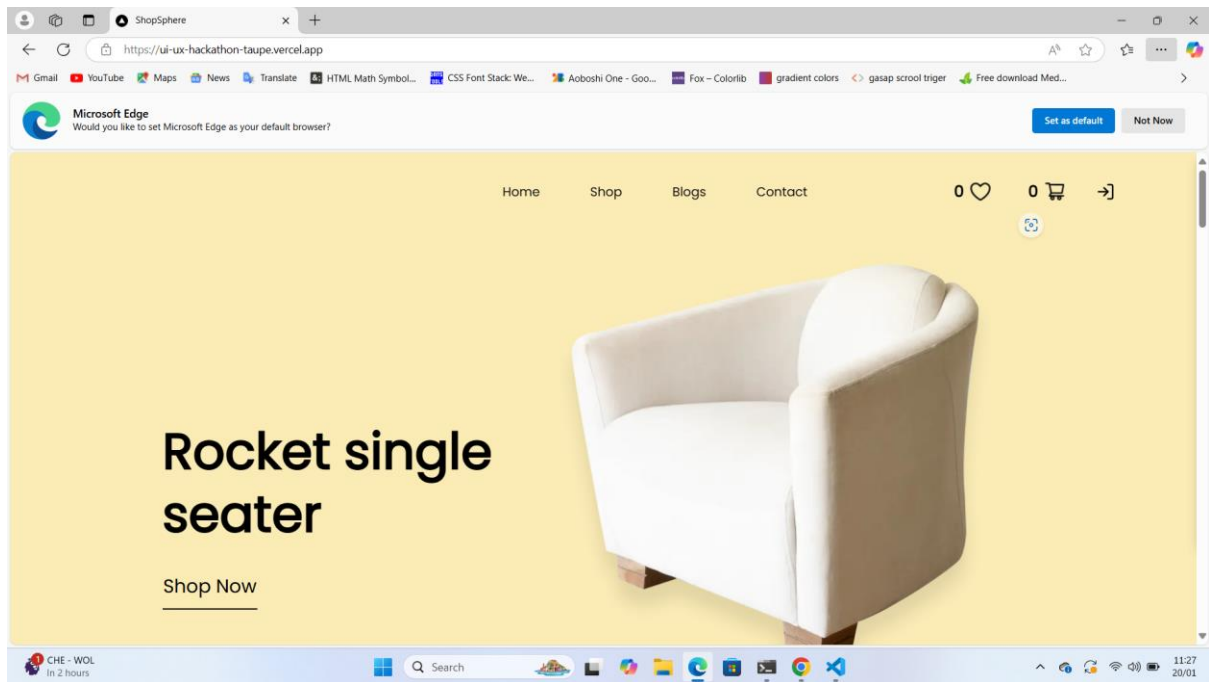 ShopSphere
https://ui-ux-hackathon-taupe.vercel.app
Gmail YouTube Maps News Translate HTML Math Symbol... CSS Font Stack: We... Aoboshi One - Goo... Fox – Colorlib gradient colors gasap scrool triger Free download Med...
Microsoft Edge
Would you like to set Microsoft Edge as your default browser?
Set as default Not Now
Home Shop Blogs Contact 0 0
Rocket single
seater
Shop Now
1
CHE - WOL
In 2 hours
Search
11:27
20/01